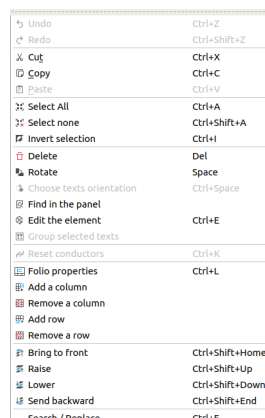 Undo Ctrl+Z
Redo Ctrl+Shift+Z
Cut Ctrl+X
Copy Ctrl+C
Paste Ctrl+V
Select All Ctrl+A
Select none Ctrl+Shift+A
Invert selection Ctrl+I
Delete Del
Rotate Space
Choose texts orientation Ctrl+Space
Find in the panel
Edit the element Ctrl+E
Group selected texts
Reset conductors Ctrl+K
Folio properties Ctrl+L
Add a column
Remove a column
Add row
Remove a row
Bring to front Ctrl+Shift+Home
Raise Ctrl+Shift+Up
Lower Ctrl+Shift+Down
Send backward Ctrl+Shift+End
Search / Replace